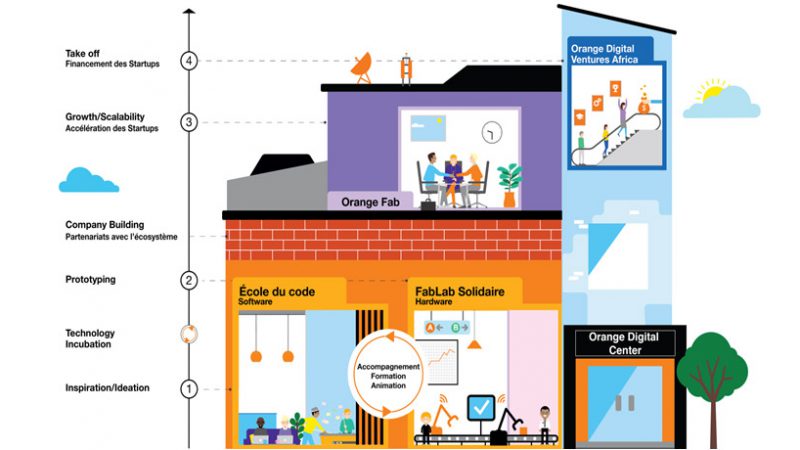 Take off
Financement des Startups
4
Growth/Scalability
Accélération des Startups
3
Company Building
Partenariats avec l'écosystème
Prototyping
2
Technology
Incubation
Inspiration/Ideation
1
Orange Digital
Ventures Africa
$
Orange Fab
École du code
Software
FabLab Solidaire
Hardware
A
B
Accompagnement
Formation
Animation
Orange Digital
Center